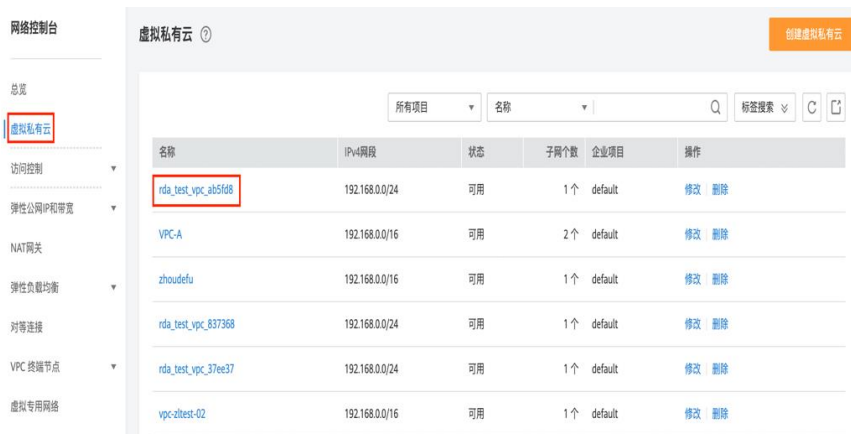 网络控制台
总览
虚拟私有云
访问控制
弹性公网IP和带宽
NAT网关
弹性负载均衡
对等连接
VPC 终端节点
虚拟专用网络
虚拟私有云 ?
创建虚拟私有云
所有项目 名称 标签搜索
名称 IPv4网段 状态 子网个数 企业项目 操作
rda_test_vpc_ab5fd8 192.168.0.0/24 可用 1个 default 修改 删除
VPC-A 192.168.0.0/16 可用 2个 default 修改 删除
zhoudefu 192.168.0.0/16 可用 1个 default 修改 删除
rda_test_vpc_837368 192.168.0.0/24 可用 1个 default 修改 删除
rda_test_vpc_37ee37 192.168.0.0/24 可用 1个 default 修改 删除
vpc-zltest-02 192.168.0.0/16 可用 1个 default 修改 删除